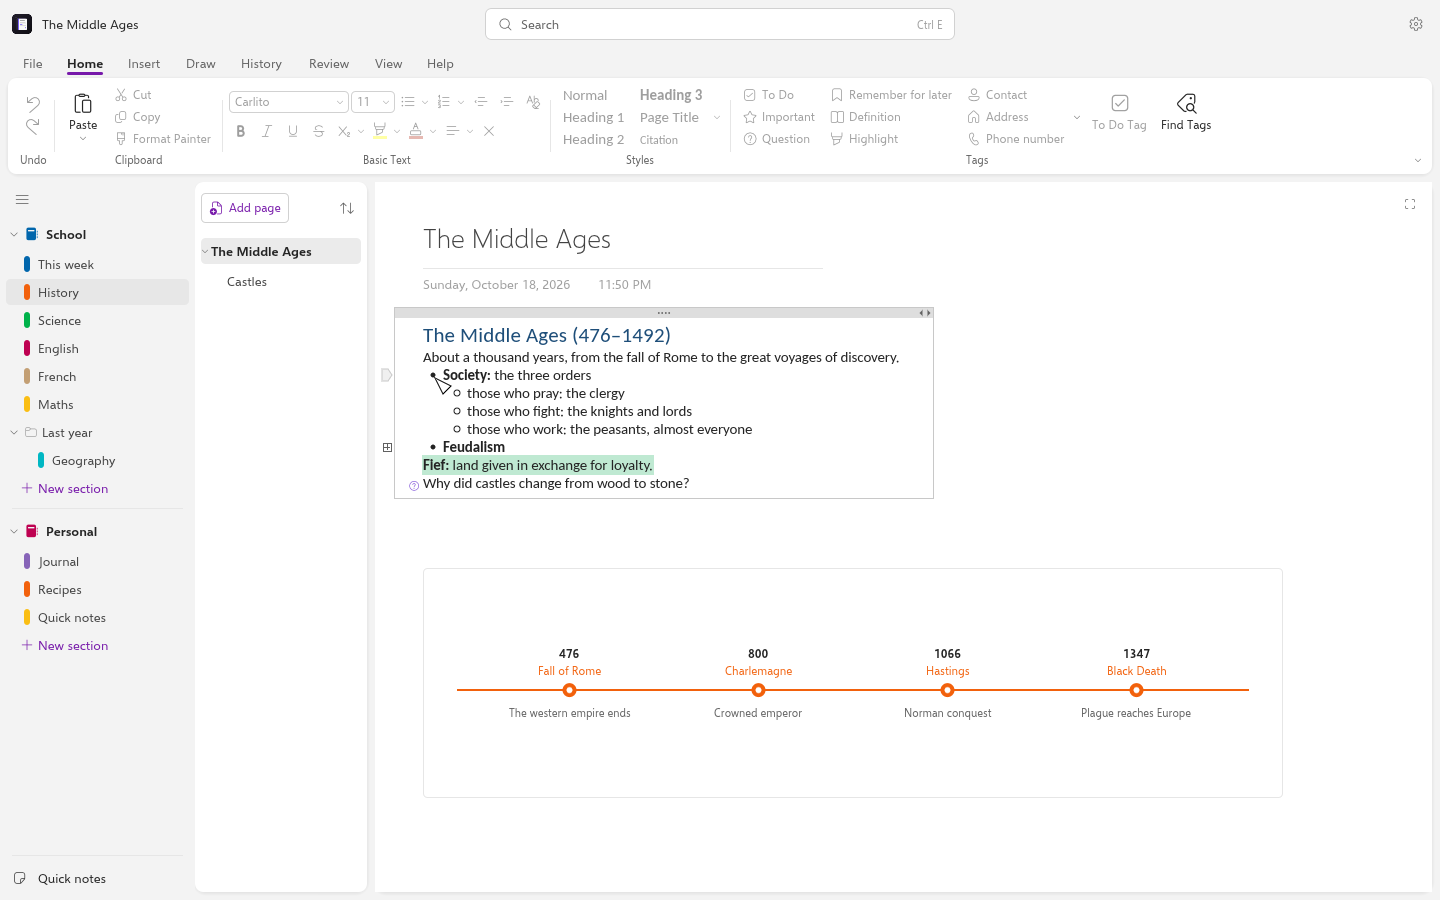 The Middle Ages
Search
Ctrl E
File
Home
Insert
Draw
History
Review
View
Help
Undo
Paste
Cut
Copy
Format Painter
Clipboard
Carlito
11
Basic Text
Normal
Heading 1
Heading 2
Heading 3
Page Title
Citation
Styles
To Do
Important
Question
Remember for later
Definition
Highlight
Contact
Address
Phone number
Tags
To Do Tag
Find Tags
School
This week
History
Science
English
French
Maths
Last year
Geography
New section
Personal
Journal
Recipes
Quick notes
New section
Quick notes
Add page
The Middle Ages
Castles
The Middle Ages
Sunday, October 18, 2026 11:50 PM
The Middle Ages (476–1492)
About a thousand years, from the fall of Rome to the great voyages of discovery.
• Society: the three orders
those who pray: the clergy
those who fight: the knights and lords
those who work: the peasants, almost everyone
• Feudalism
Fief: land given in exchange for loyalty.
Why did castles change from wood to stone?
476
Fall of Rome
The western empire ends
800
Charlemagne
Crowned emperor
1066
Hastings
Norman conquest
1347
Black Death
Plague reaches Europe